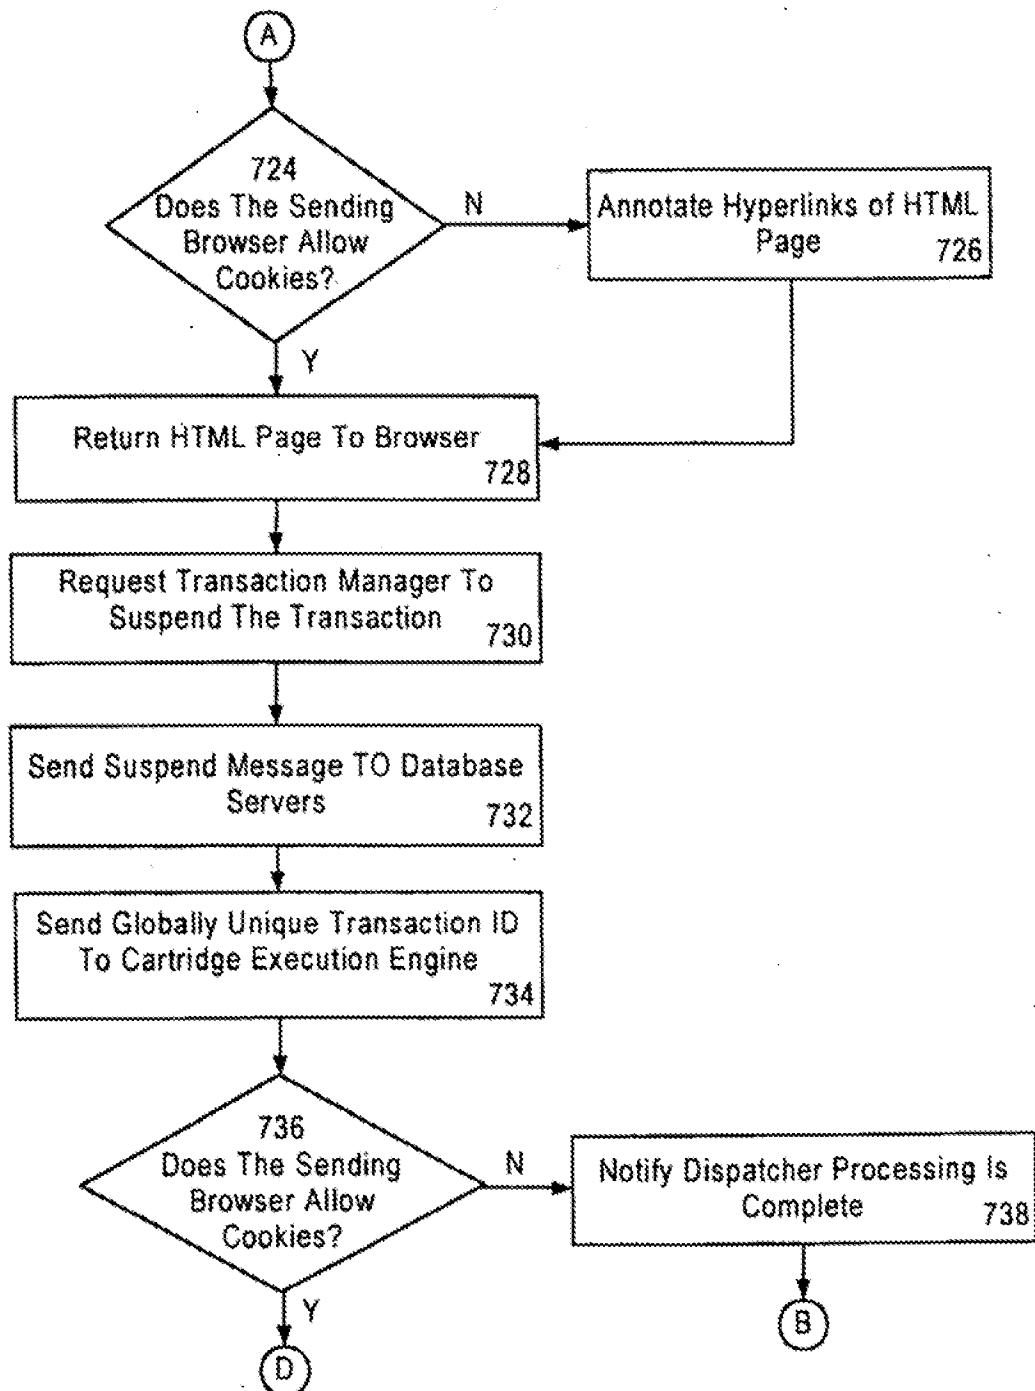 A
724
Does The Sending
Browser Allow
Cookies?
N
Annotate Hyperlinks of HTML
Page
726
Y
Return HTML Page To Browser
728
Request Transaction Manager To
Suspend The Transaction
730
Send Suspend Message TO Database
Servers
732
Send Globally Unique Transaction ID
To Cartridge Execution Engine
734
736
Does The Sending
Browser Allow
Cookies?
N
Notify Dispatcher Processing Is
Complete
738
Y
B
D